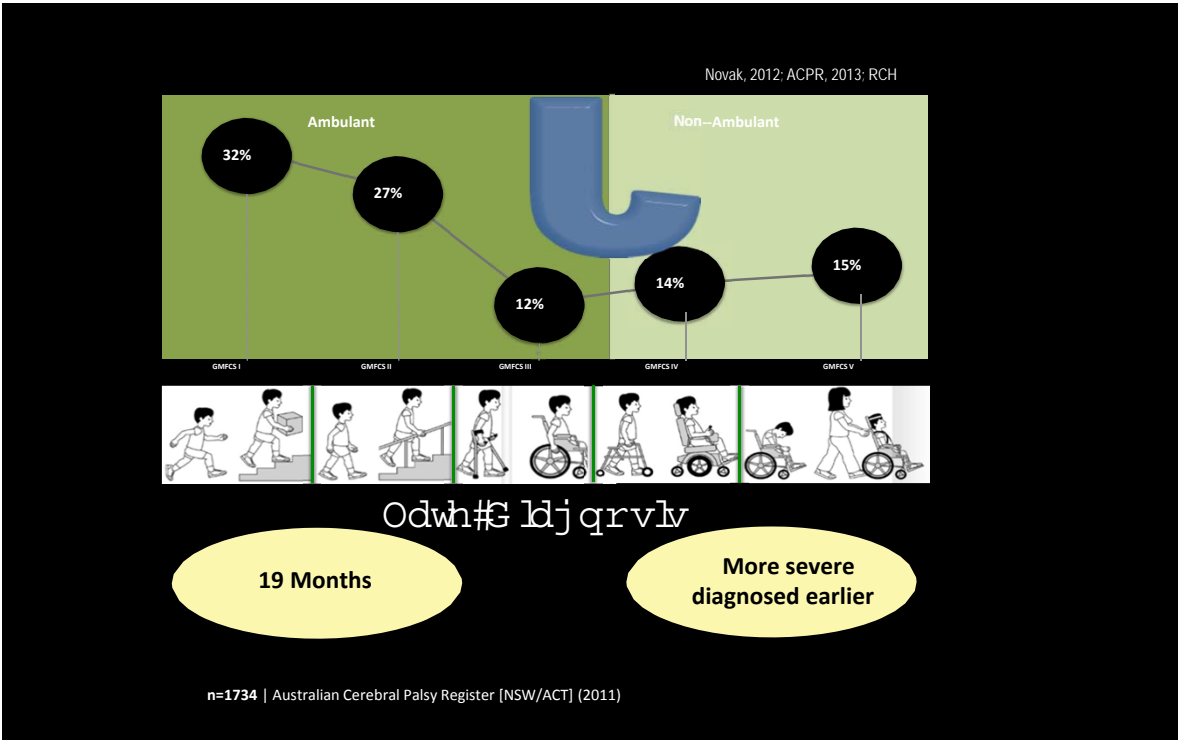 Novak, 2012; ACPR, 2013; RCH
Ambulant
Non--Ambulant
32%
27%
12%
14%
15%
GMFCS I
GMFCS II
GMFCS III
GMFCS IV
GMFCS V
Odwh#Gldjqrvlv
19 Months
More severe
diagnosed earlier
n=1734 | Australian Cerebral Palsy Register [NSW/ACT] (2011)